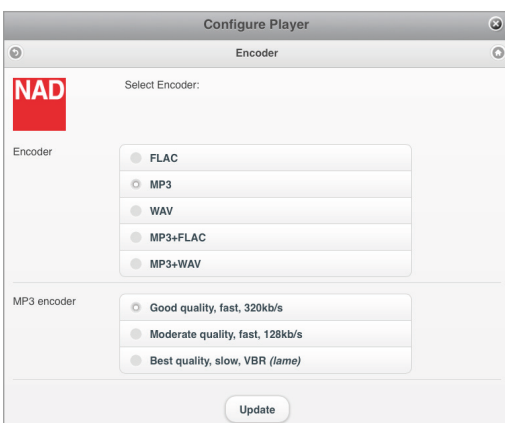 Configure Player
Encoder
NAD
Select Encoder:
Encoder
FLAC
MP3
WAV
MP3+FLAC
MP3+WAV
MP3 encoder
Good quality, fast, 320kb/s
Moderate quality, fast, 128kb/s
Best quality, slow, VBR (lame)
Update